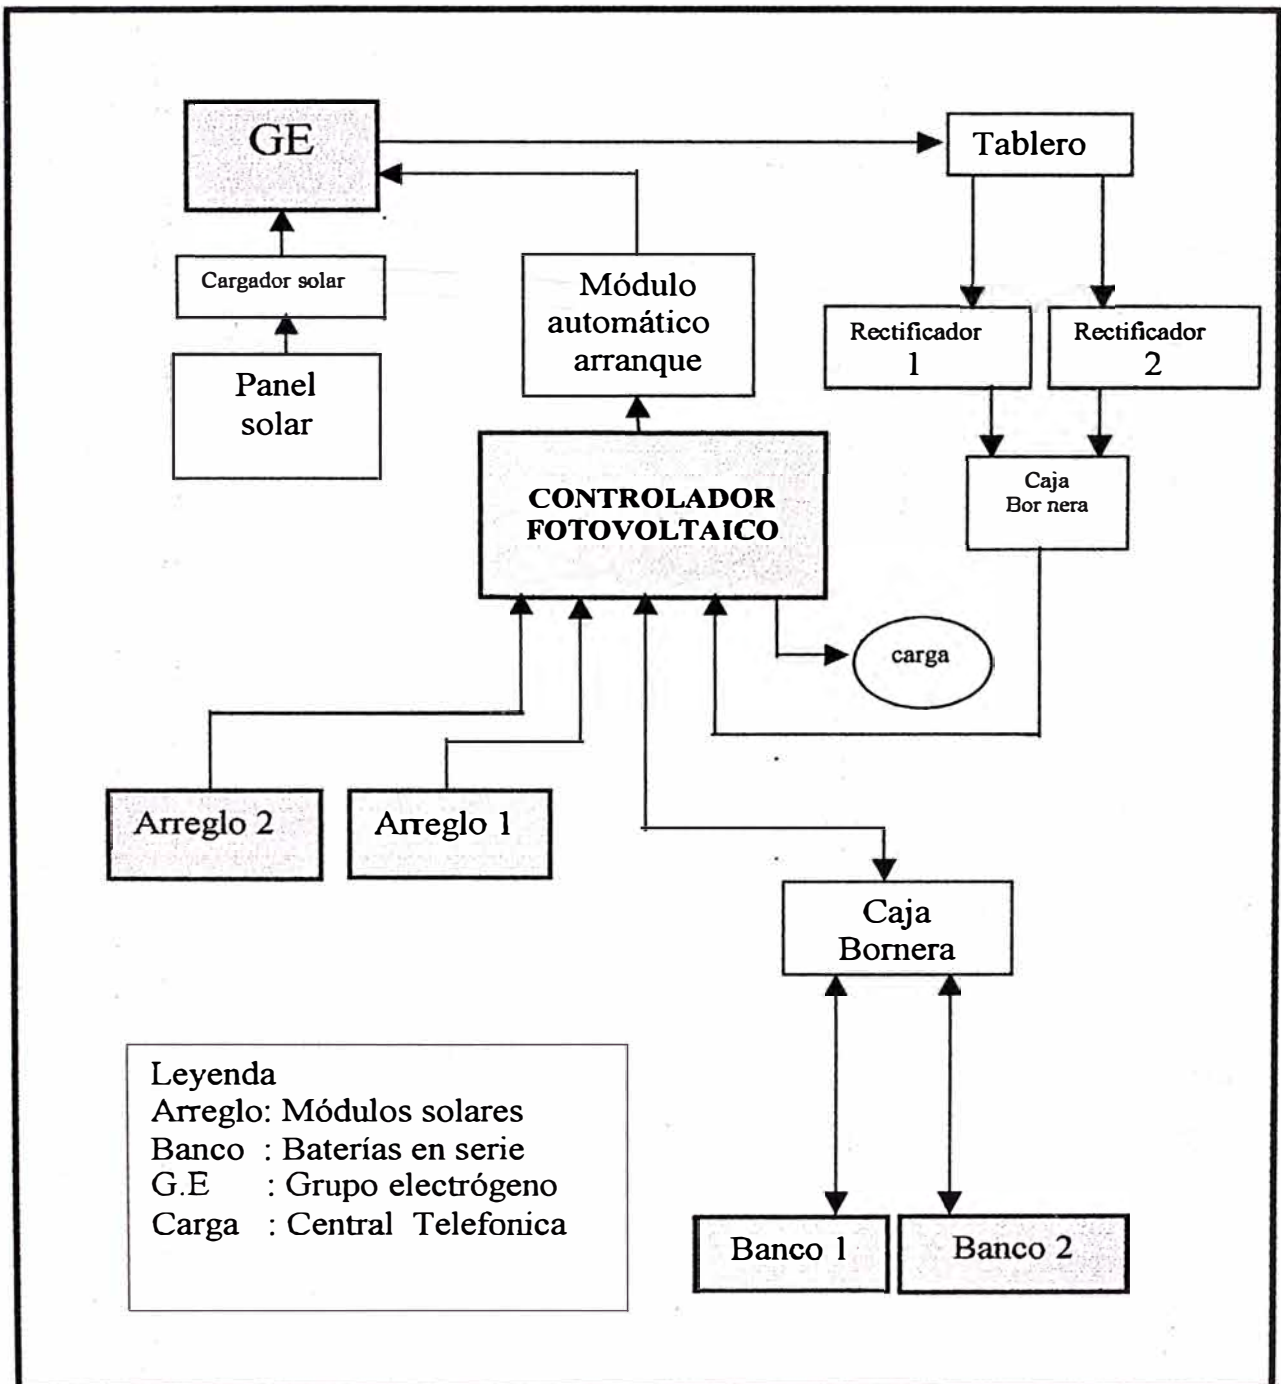 GE
Tablero
Cargador solar
Módulo
automático
arranque
Rectificador
1
Rectificador
2
Panel
solar
Caja
Bor nera
CONTROLADOR
FOTOVOLTAICO
carga
Arreglo 2
Arreglo 1
Caja
Bornera
Leyenda
Arreglo: Módulos solares
Banco : Baterías en serie
G.E : Grupo electrógeno
Carga : Central Telefonica
Banco 1
Banco 2